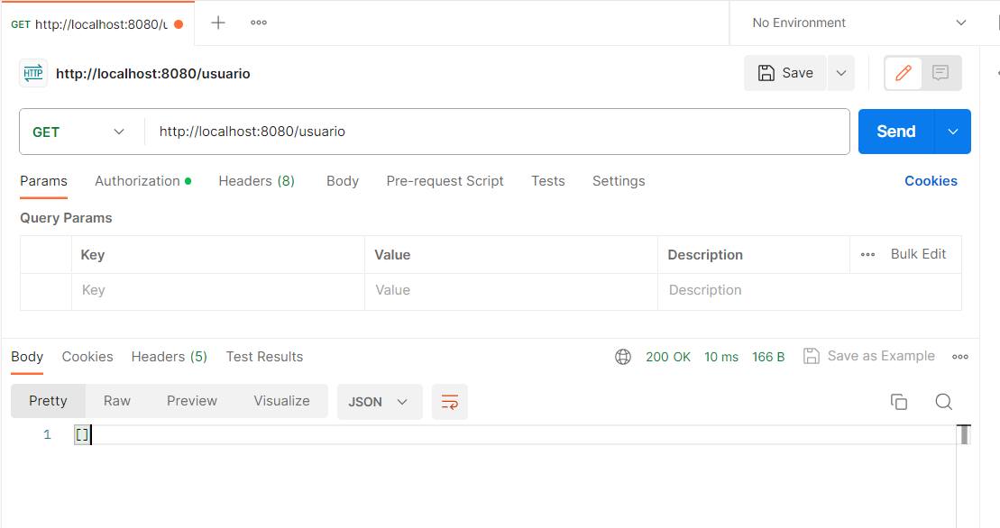 GET http://localhost:8080/u
No Environment
HTTP http://localhost:8080/usuario
Save
GET http://localhost:8080/usuario
Send
Params Authorization Headers (8) Body Pre-request Script Tests Settings Cookies
Query Params
Key Value Description Bulk Edit
Key Value Description
Body Cookies Headers (5) Test Results 200 OK 10 ms 166 B Save as Example
Pretty Raw Preview Visualize JSON
1 []